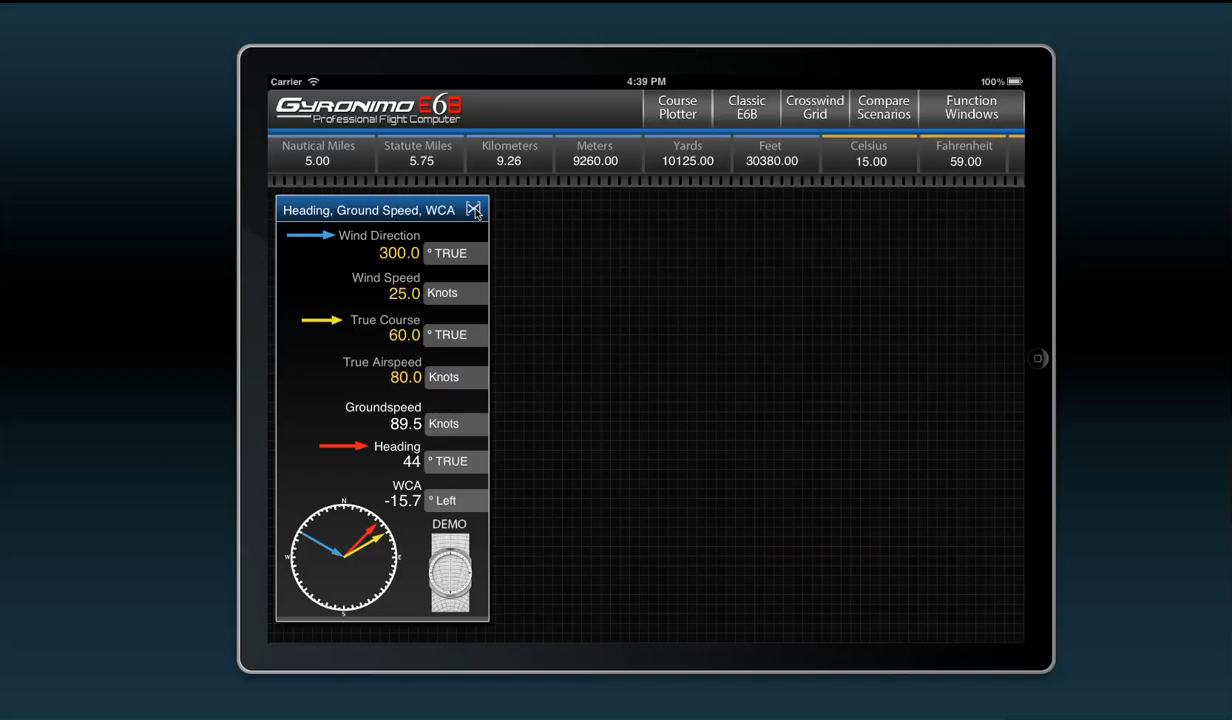 Carrier
4:39 PM
100%
GYRONIMO E6B
Professional Flight Computer
Course
Plotter
Classic
E6B
Crosswind
Grid
Compare
Scenarios
Function
Windows
Nautical Miles
5.00
Statute Miles
5.75
Kilometers
9.26
Meters
9260.00
Yards
10125.00
Feet
30380.00
Celsius
15.00
Fahrenheit
59.00
Heading, Ground Speed, WCA
Wind Direction
300.0 º TRUE
Wind Speed
25.0 Knots
True Course
60.0 º TRUE
True Airspeed
80.0 Knots
Groundspeed
89.5 Knots
Heading
44 º TRUE
WCA
-15.7 º Left
DEMO
N
W
E
S